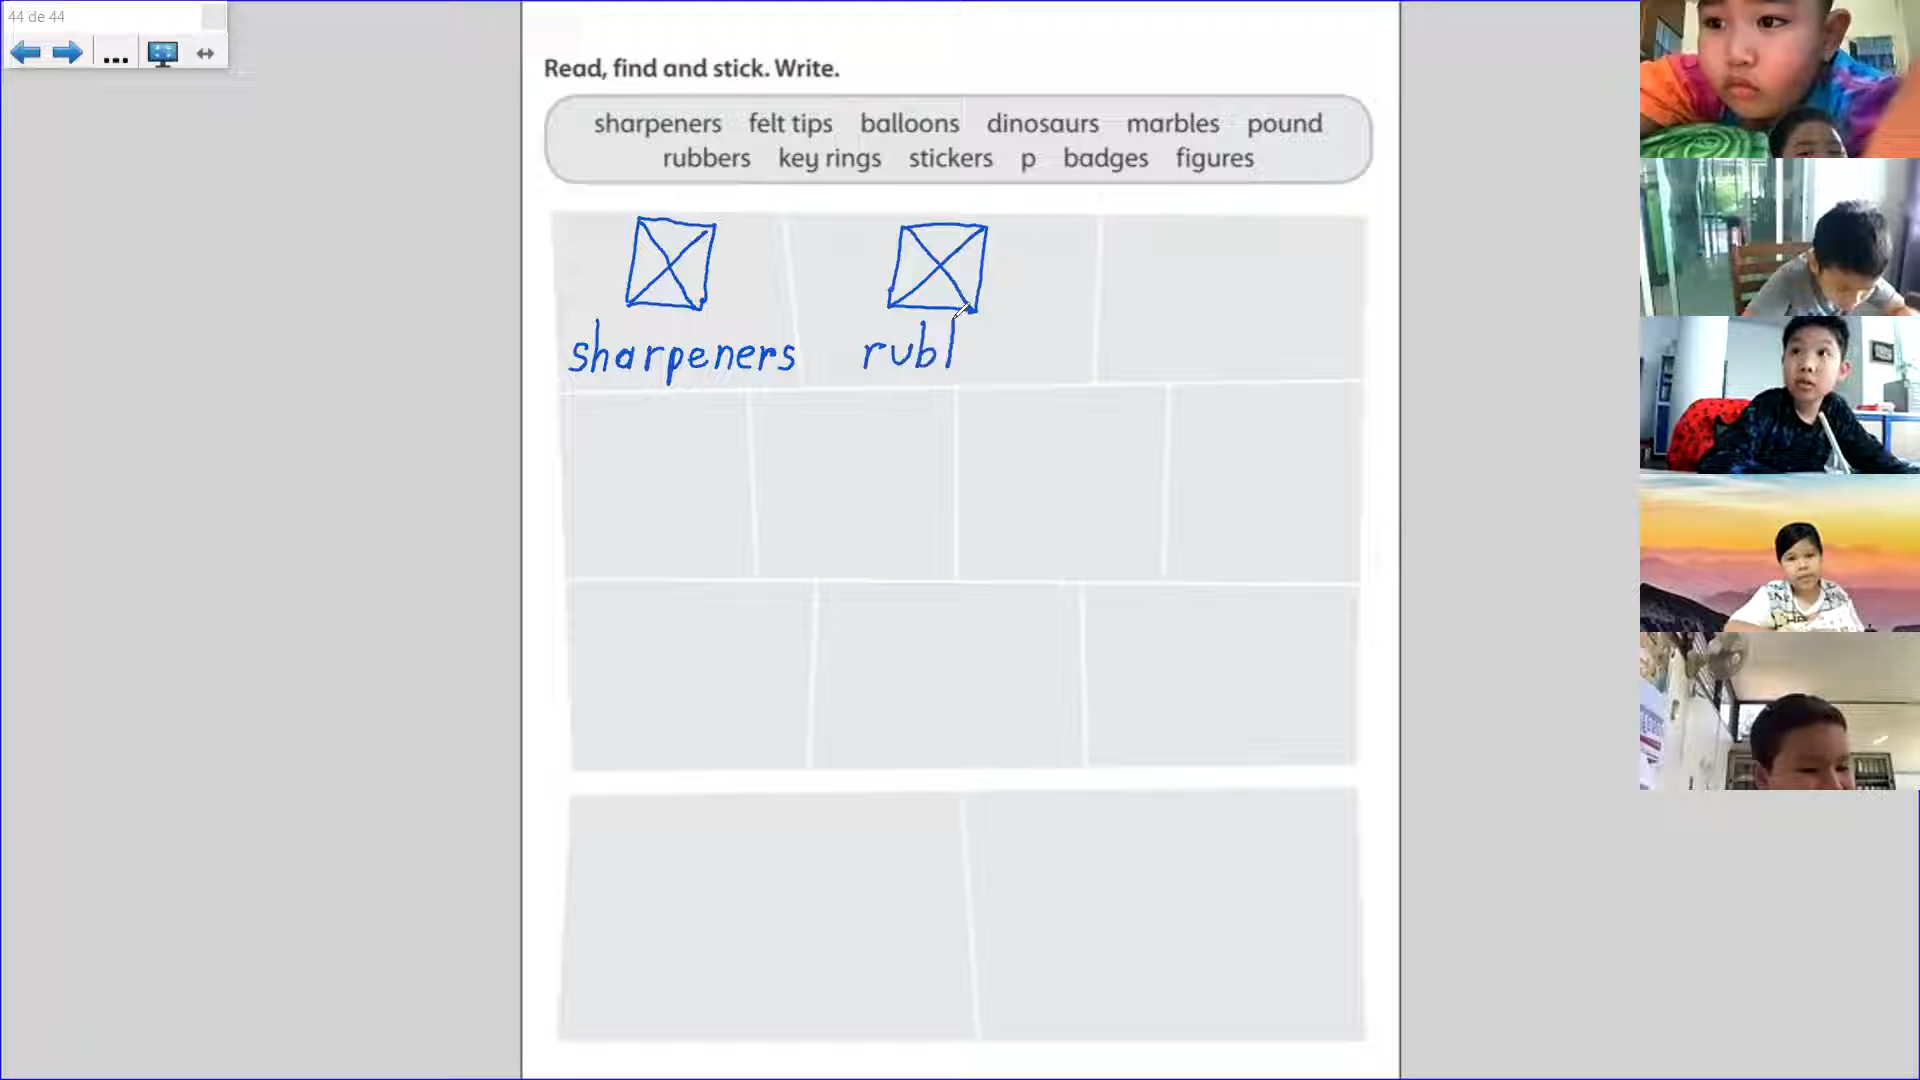 44 de 44
Read, find and stick. Write.
sharpeners felt tips balloons dinosaurs marbles pound
rubbers key rings stickers p badges figures
sharpeners rubl